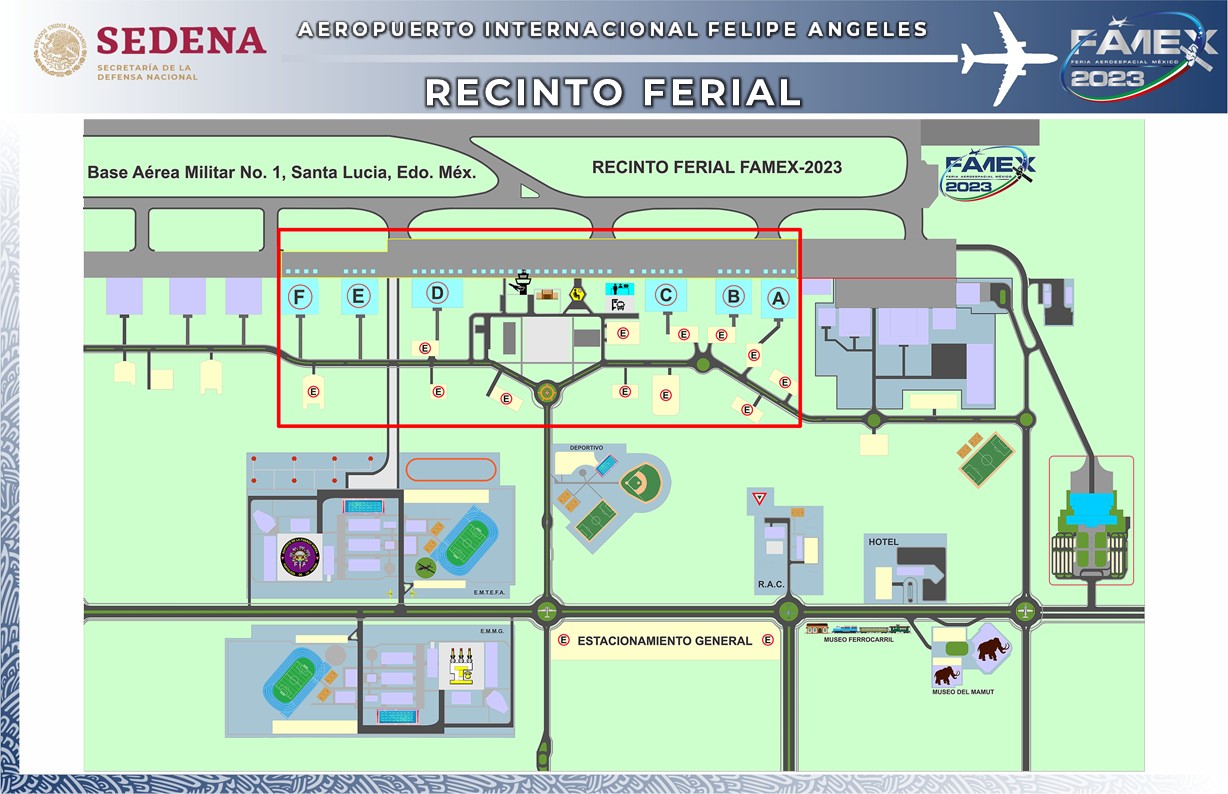 SEDENA
SECRETARÍA DE LA
DEFENSA NACIONAL
AEROPUERTO INTERNACIONAL FELIPE ANGELES
RECINTO FERIAL
FAMEX
FERIA AEROESPACIAL MÉXICO
2023
Base Aérea Militar No. 1, Santa Lucia, Edo. Méx.
RECINTO FERIAL FAMEX-2023
FAMEX
FERIA AEROESPACIAL MÉXICO
2023
F
E
D
C
B
A
E
E
E
E
E
E
E
E
E
E
E
E
DEPORTIVO
HOTEL
R.A.C.
E.M.T.E.F.A.
E.M.M.G.
E ESTACIONAMIENTO GENERAL E
MUSEO FERROCARRIL
MUSEO DEL MAMUT